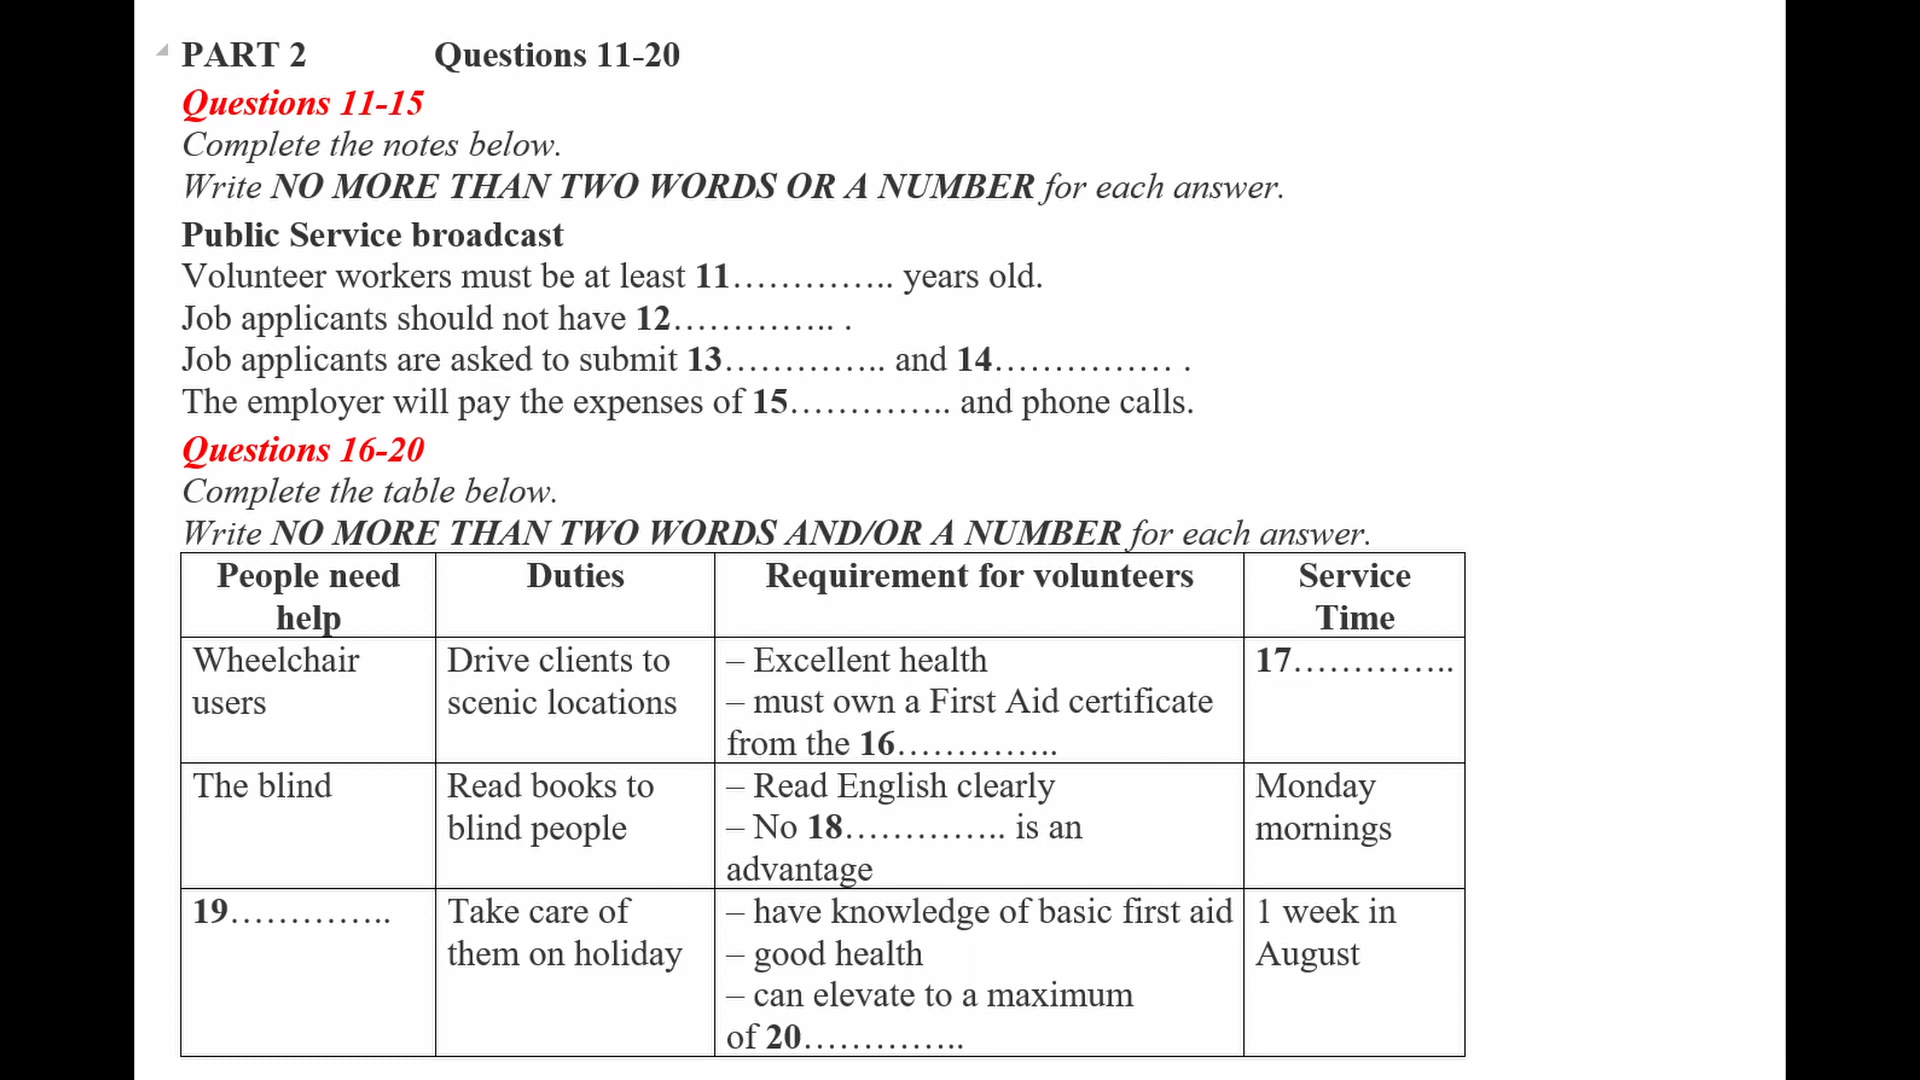 PART 2 Questions 11-20
Questions 11-15
Complete the notes below.
Write NO MORE THAN TWO WORDS OR A NUMBER for each answer.
Public Service broadcast
Volunteer workers must be at least 11………….. years old.
Job applicants should not have 12………….. .
Job applicants are asked to submit 13………….. and 14…………… .
The employer will pay the expenses of 15………….. and phone calls.
Questions 16-20
Complete the table below.
Write NO MORE THAN TWO WORDS AND/OR A NUMBER for each answer.
People need
help
Duties
Requirement for volunteers
Service
Time
Wheelchair
users
Drive clients to
scenic locations
– Excellent health
– must own a First Aid certificate
from the 16…………..
17…………..
The blind
Read books to
blind people
– Read English clearly
– No 18………….. is an
advantage
Monday
mornings
19…………..
Take care of
them on holiday
– have knowledge of basic first aid
– good health
– can elevate to a maximum
of 20…………..
1 week in
August